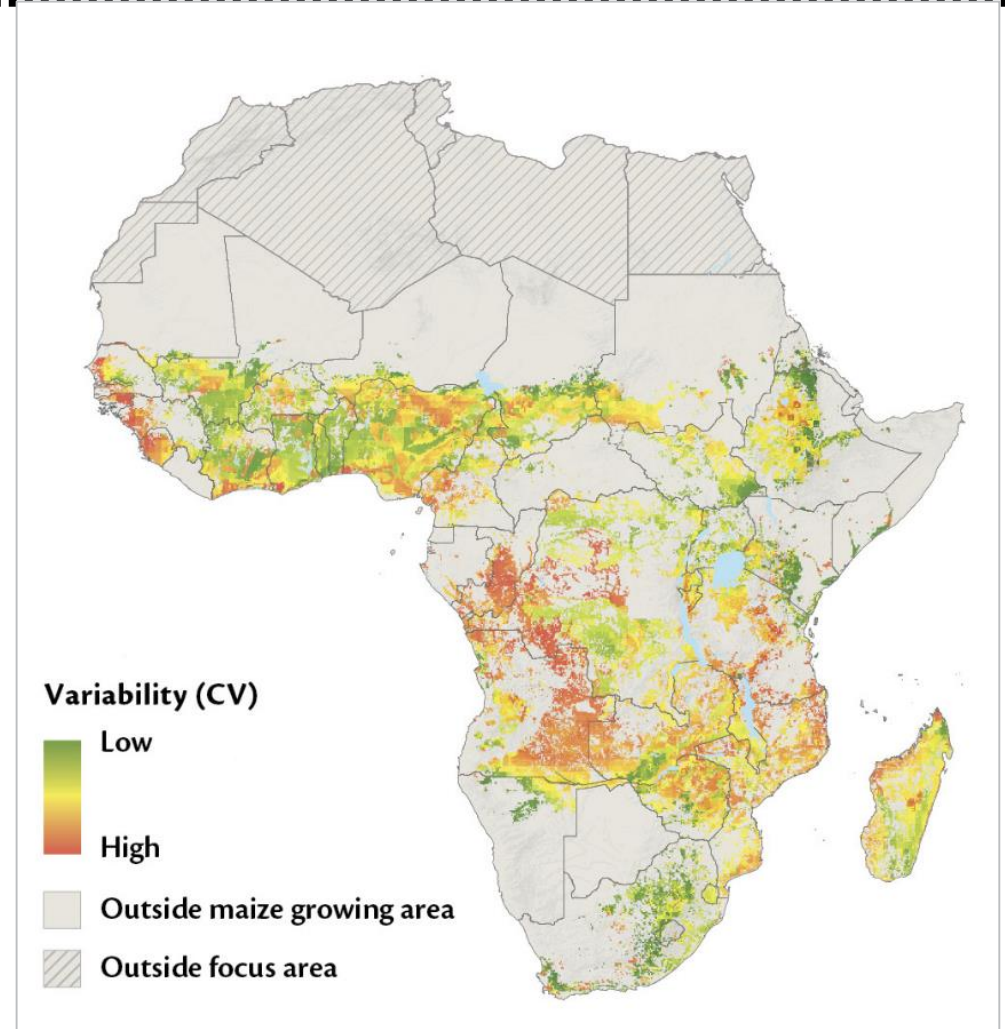 Variability (CV)
Low
High
Outside maize growing area
Outside focus area